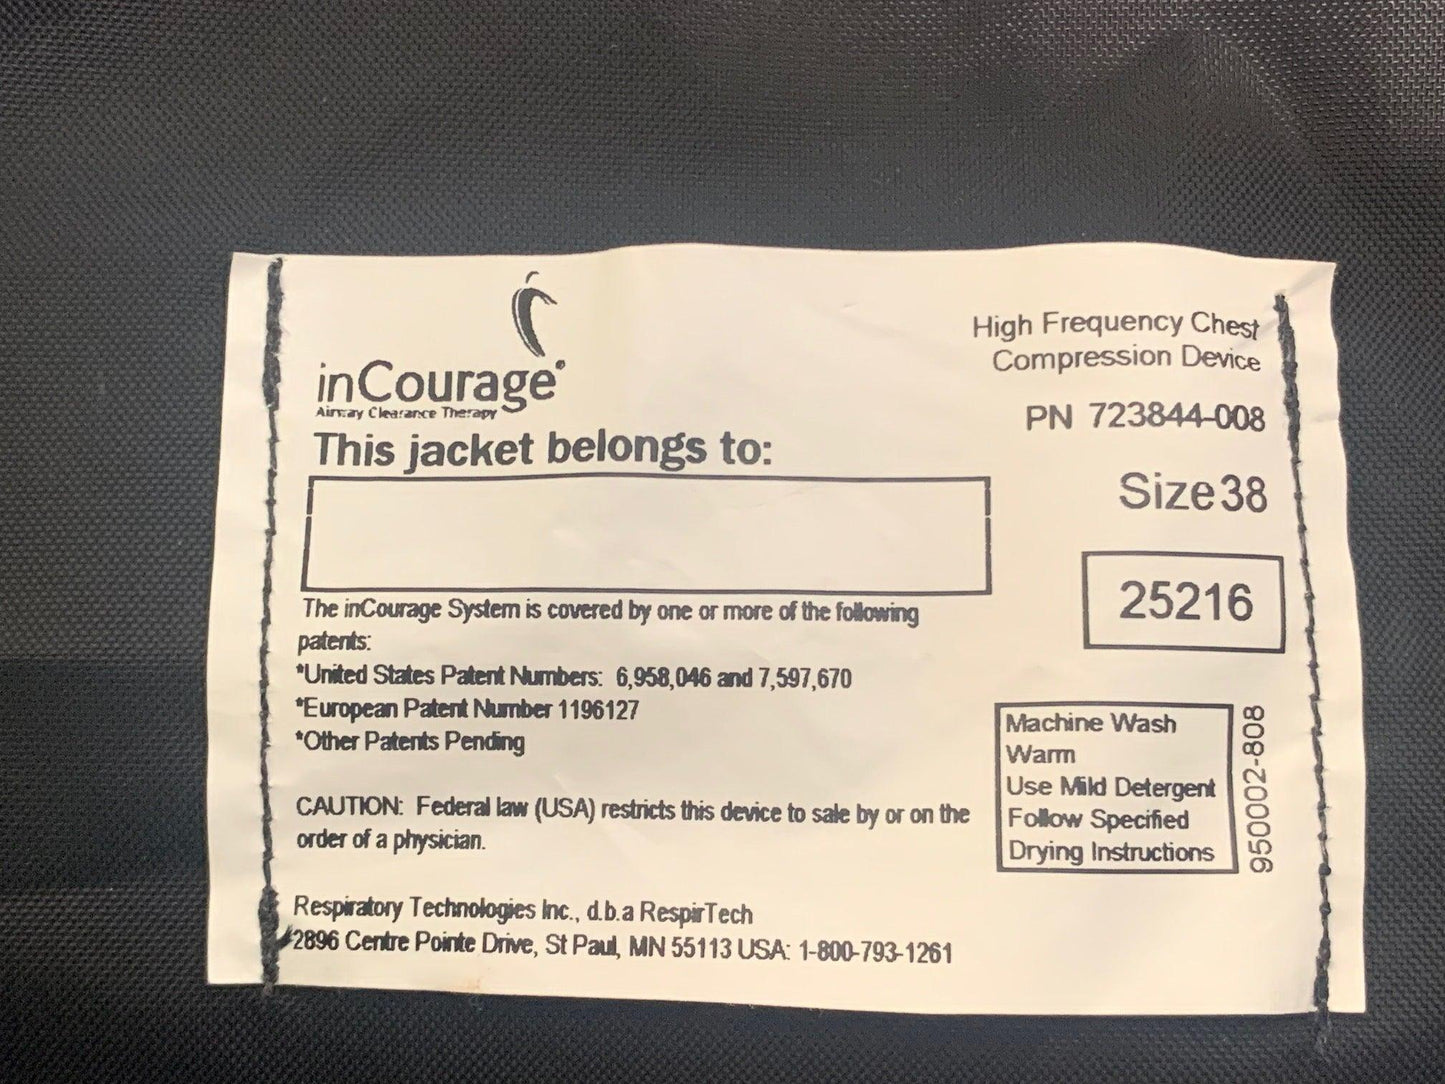 inCourage®
Airway Clearance Therapy
This jacket belongs to:
The inCourage System is covered by one or more of the following
patents:
*United States Patent Numbers: 6,958,046 and 7,597,670
*European Patent Number 1196127
*Other Patents Pending
CAUTION: Federal law (USA) restricts this device to sale by or on the
order of a physician.
Respiratory Technologies Inc., d.b.a RespirTech
2896 Centre Pointe Drive, St Paul, MN 55113 USA: 1-800-793-1261
High Frequency Chest
Compression Device
PN 723844-008
Size 38
25216
Machine Wash
Warm
Use Mild Detergent
Follow Specified
Drying Instructions
950002-808